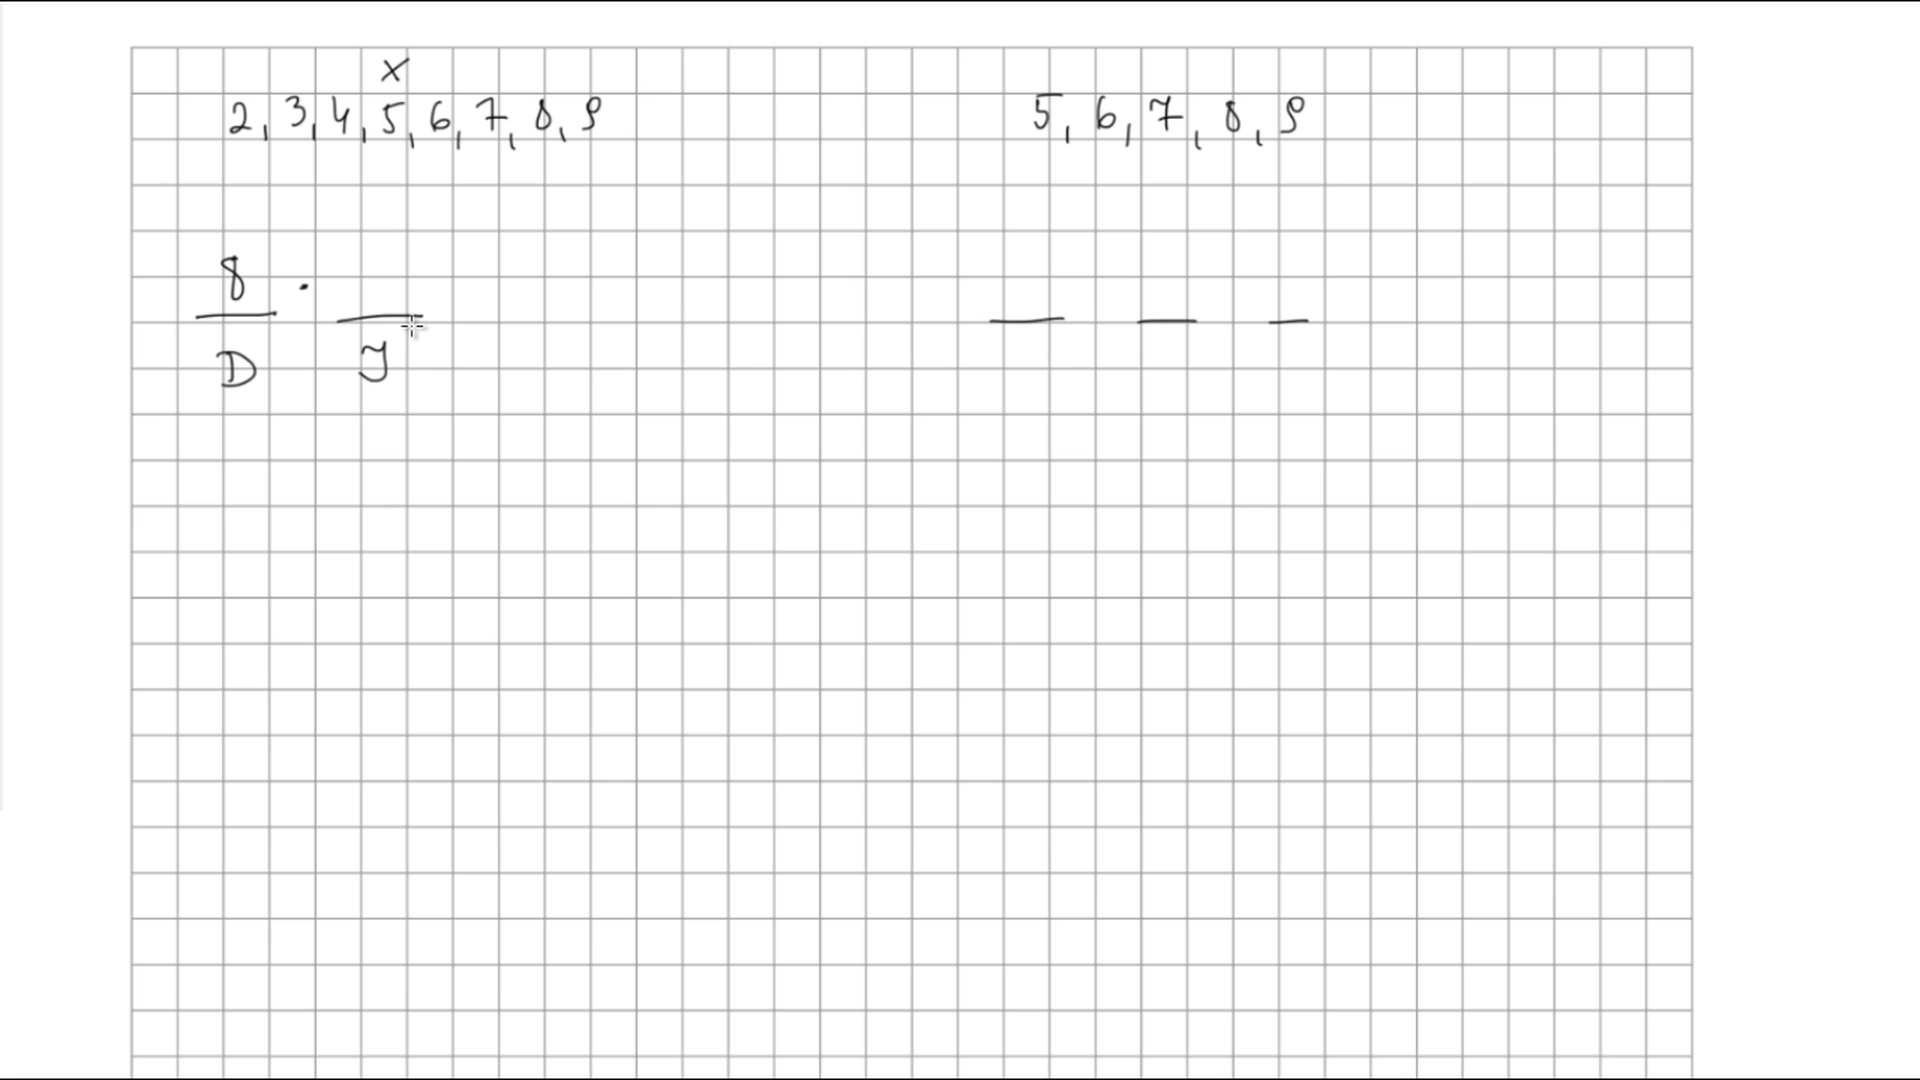 x
2, 3, 4, 5, 6, 7, 8, 9
5, 6, 7, 8, 9
8 ·
D J